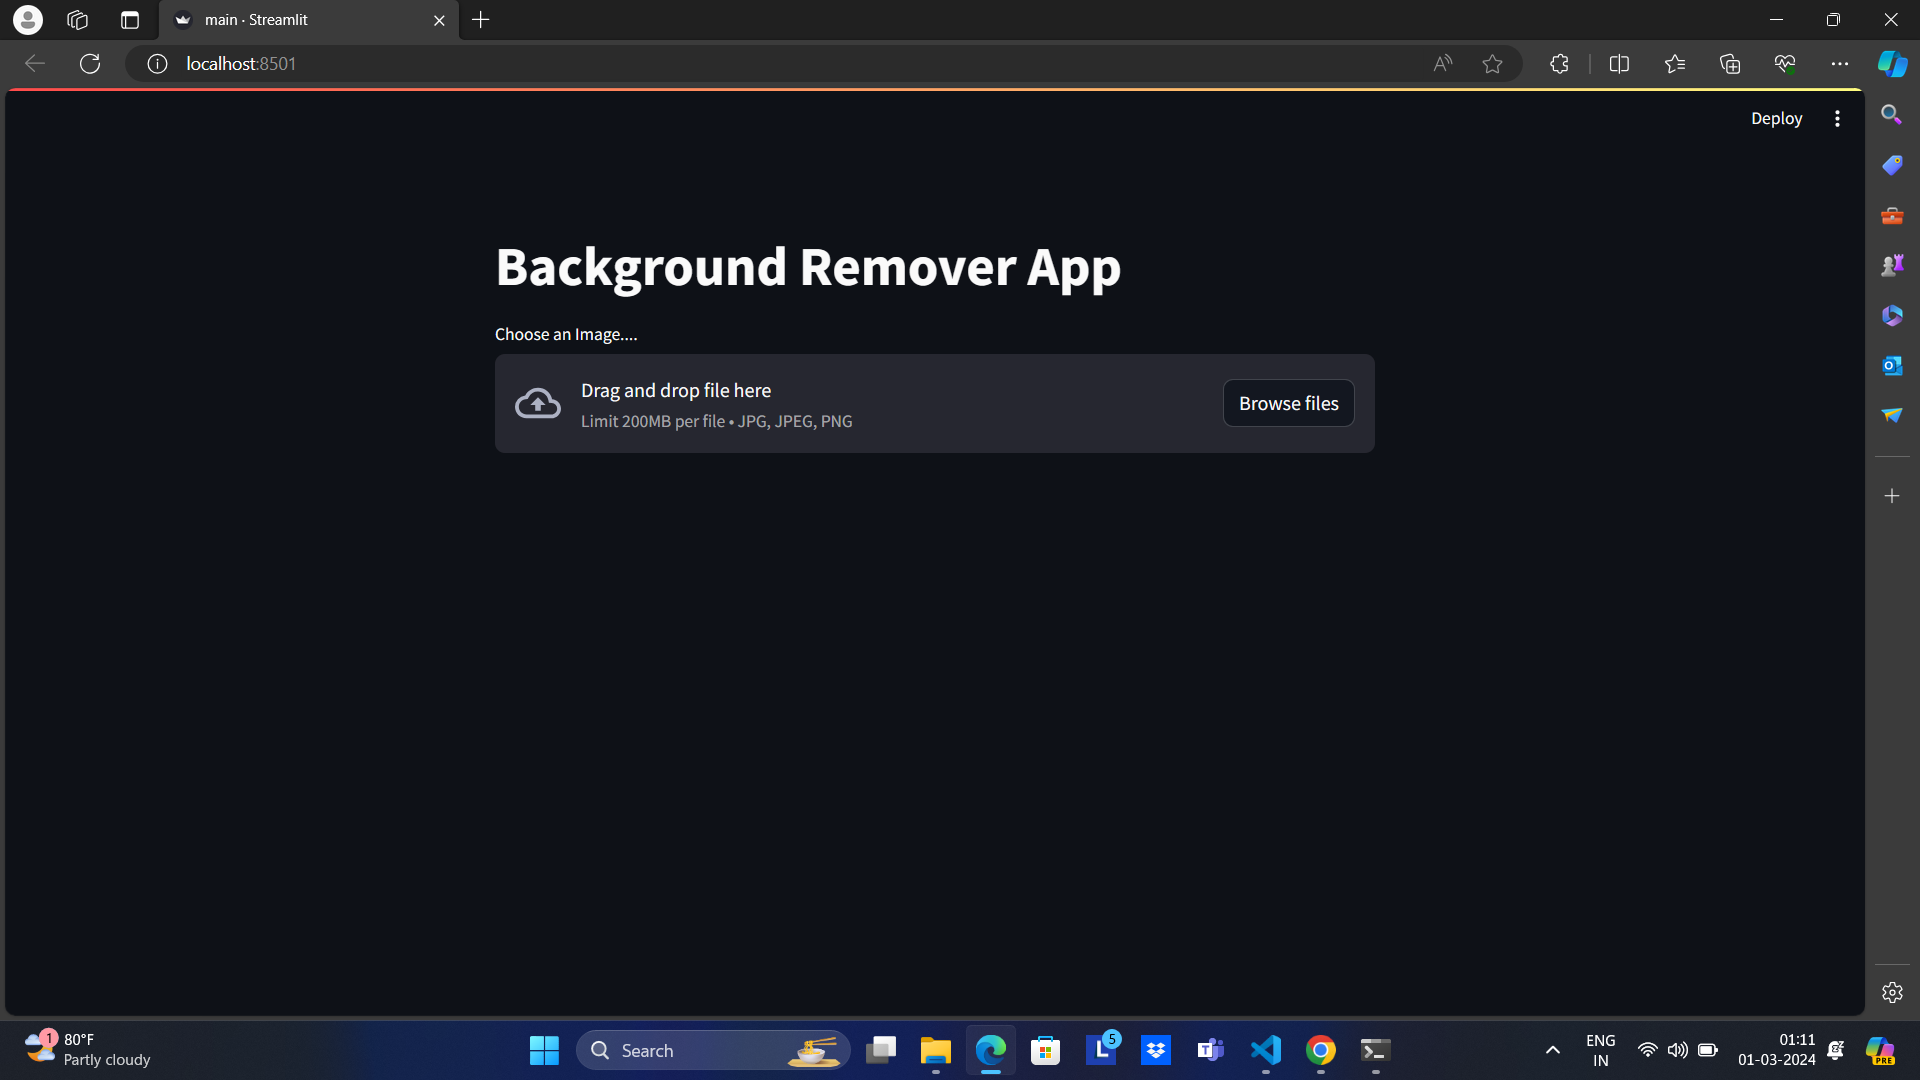 main · Streamlit
localhost:8501
Deploy
Background Remover App
Choose an Image....
Drag and drop file here
Limit 200MB per file • JPG, JPEG, PNG
Browse files
1
80°F
Partly cloudy
Search
L
5
T
ENG
IN
01:11
01-03-2024
PRE